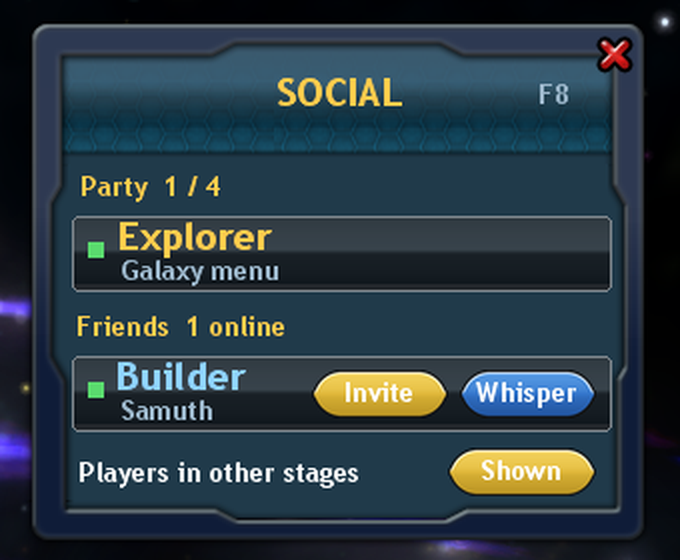 SOCIAL F8
Party 1 / 4
Explorer
Galaxy menu
Friends 1 online
Builder
Samuth
Invite
Whisper
Players in other stages
Shown